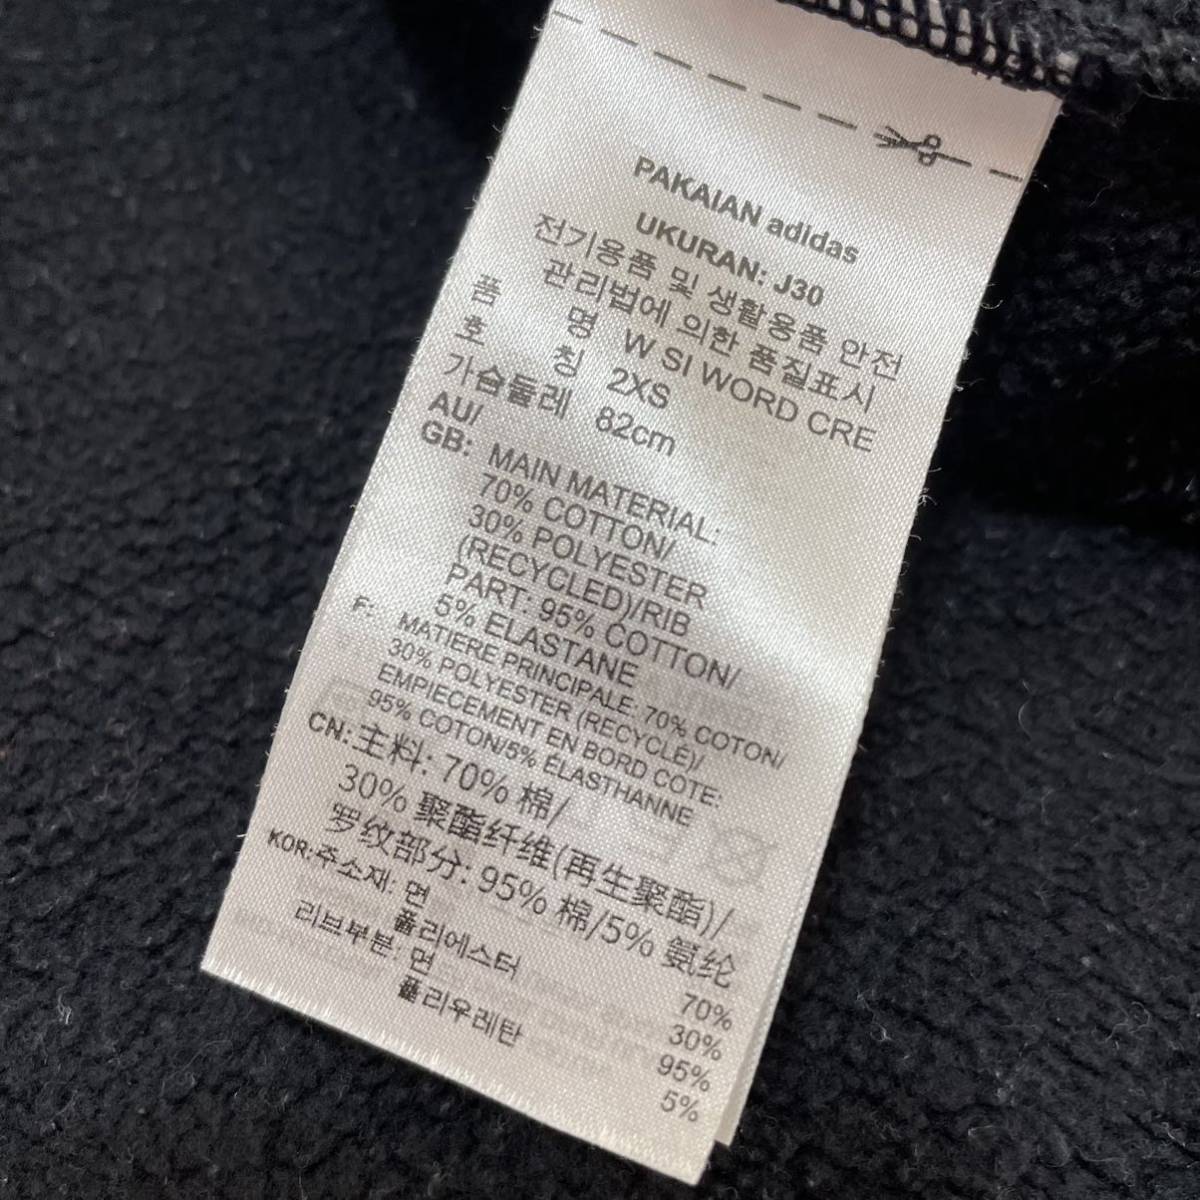 PAKAIAN adidas
UKURAN: J30
전기용품 및 생활용품 안전
관리법에 의한 품질표시
품 명 W SI WORD CRE
호 칭 2XS
가슴둘레 82cm
AU/
GB: MAIN MATERIAL:
70% COTTON/
30% POLYESTER
(RECYCLED)/RIB
PART: 95% COTTON/
5% ELASTANE
F: MATIERE PRINCIPALE: 70% COTON/
30% POLYESTER (RECYCLÉ)/
EMPIECEMENT EN BORD COTE:
95% COTON/5% ÉLASTHANNE
CN: 主料: 70% 棉/
30% 聚酯纤维(再生聚酯)/
罗纹部分: 95% 棉/5% 氨纶
KOR: 주소재: 면 70%
폴리에스터 30%
리브부분: 면 95%
폴리우레탄 5%